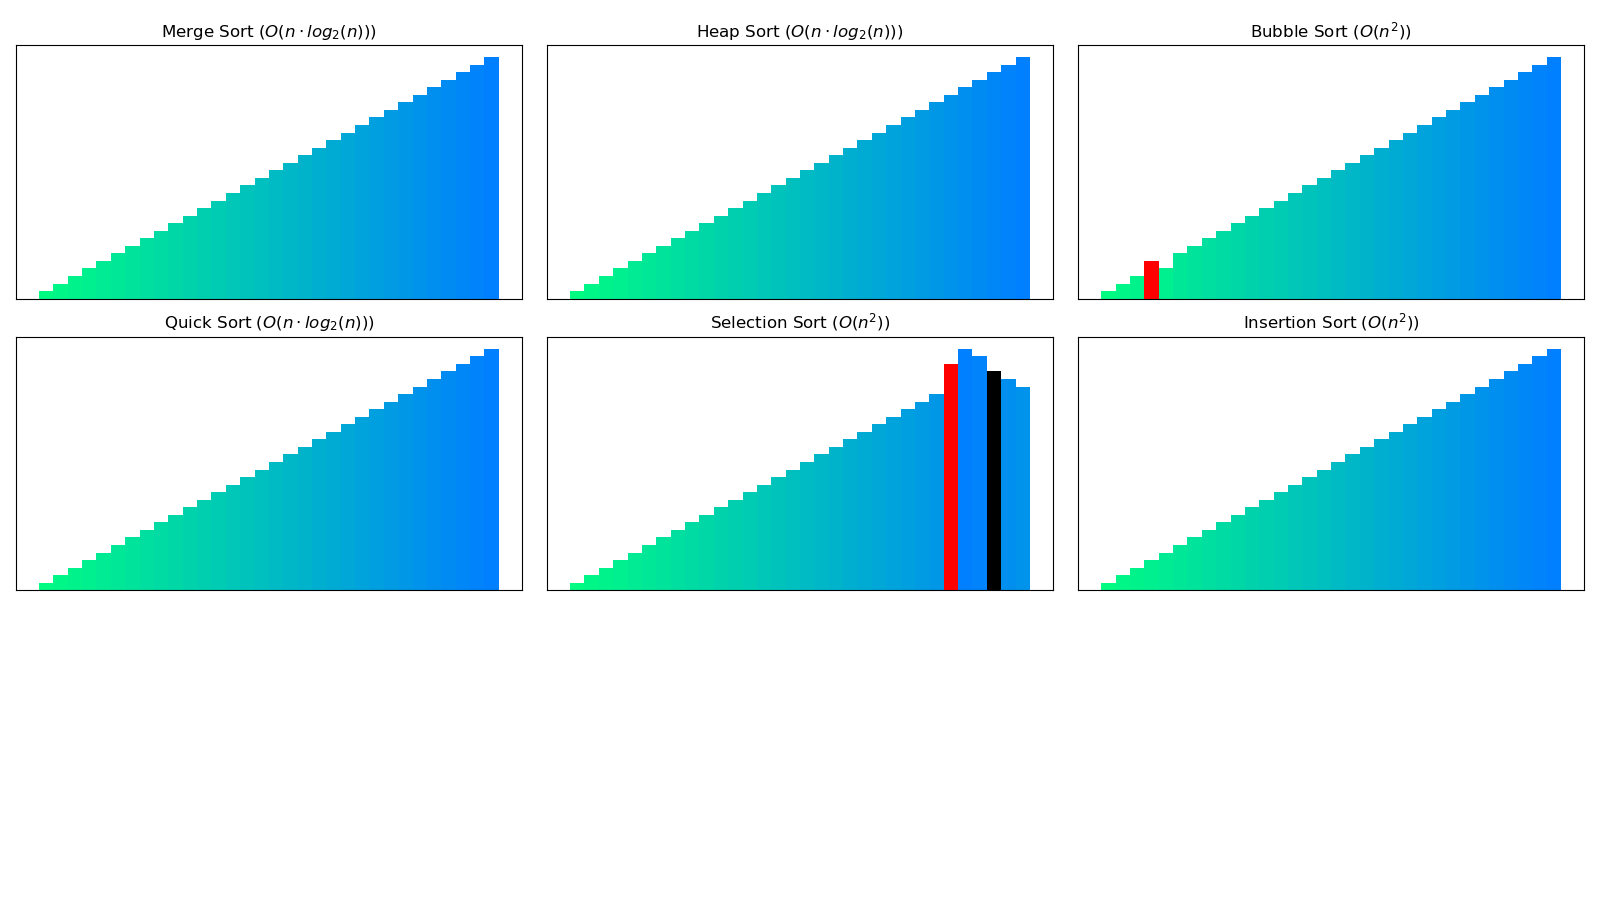 Merge Sort (O(n · log₂(n)))
Heap Sort (O(n · log₂(n)))
Bubble Sort (O(n²))
Quick Sort (O(n · log₂(n)))
Selection Sort (O(n²))
Insertion Sort (O(n²))